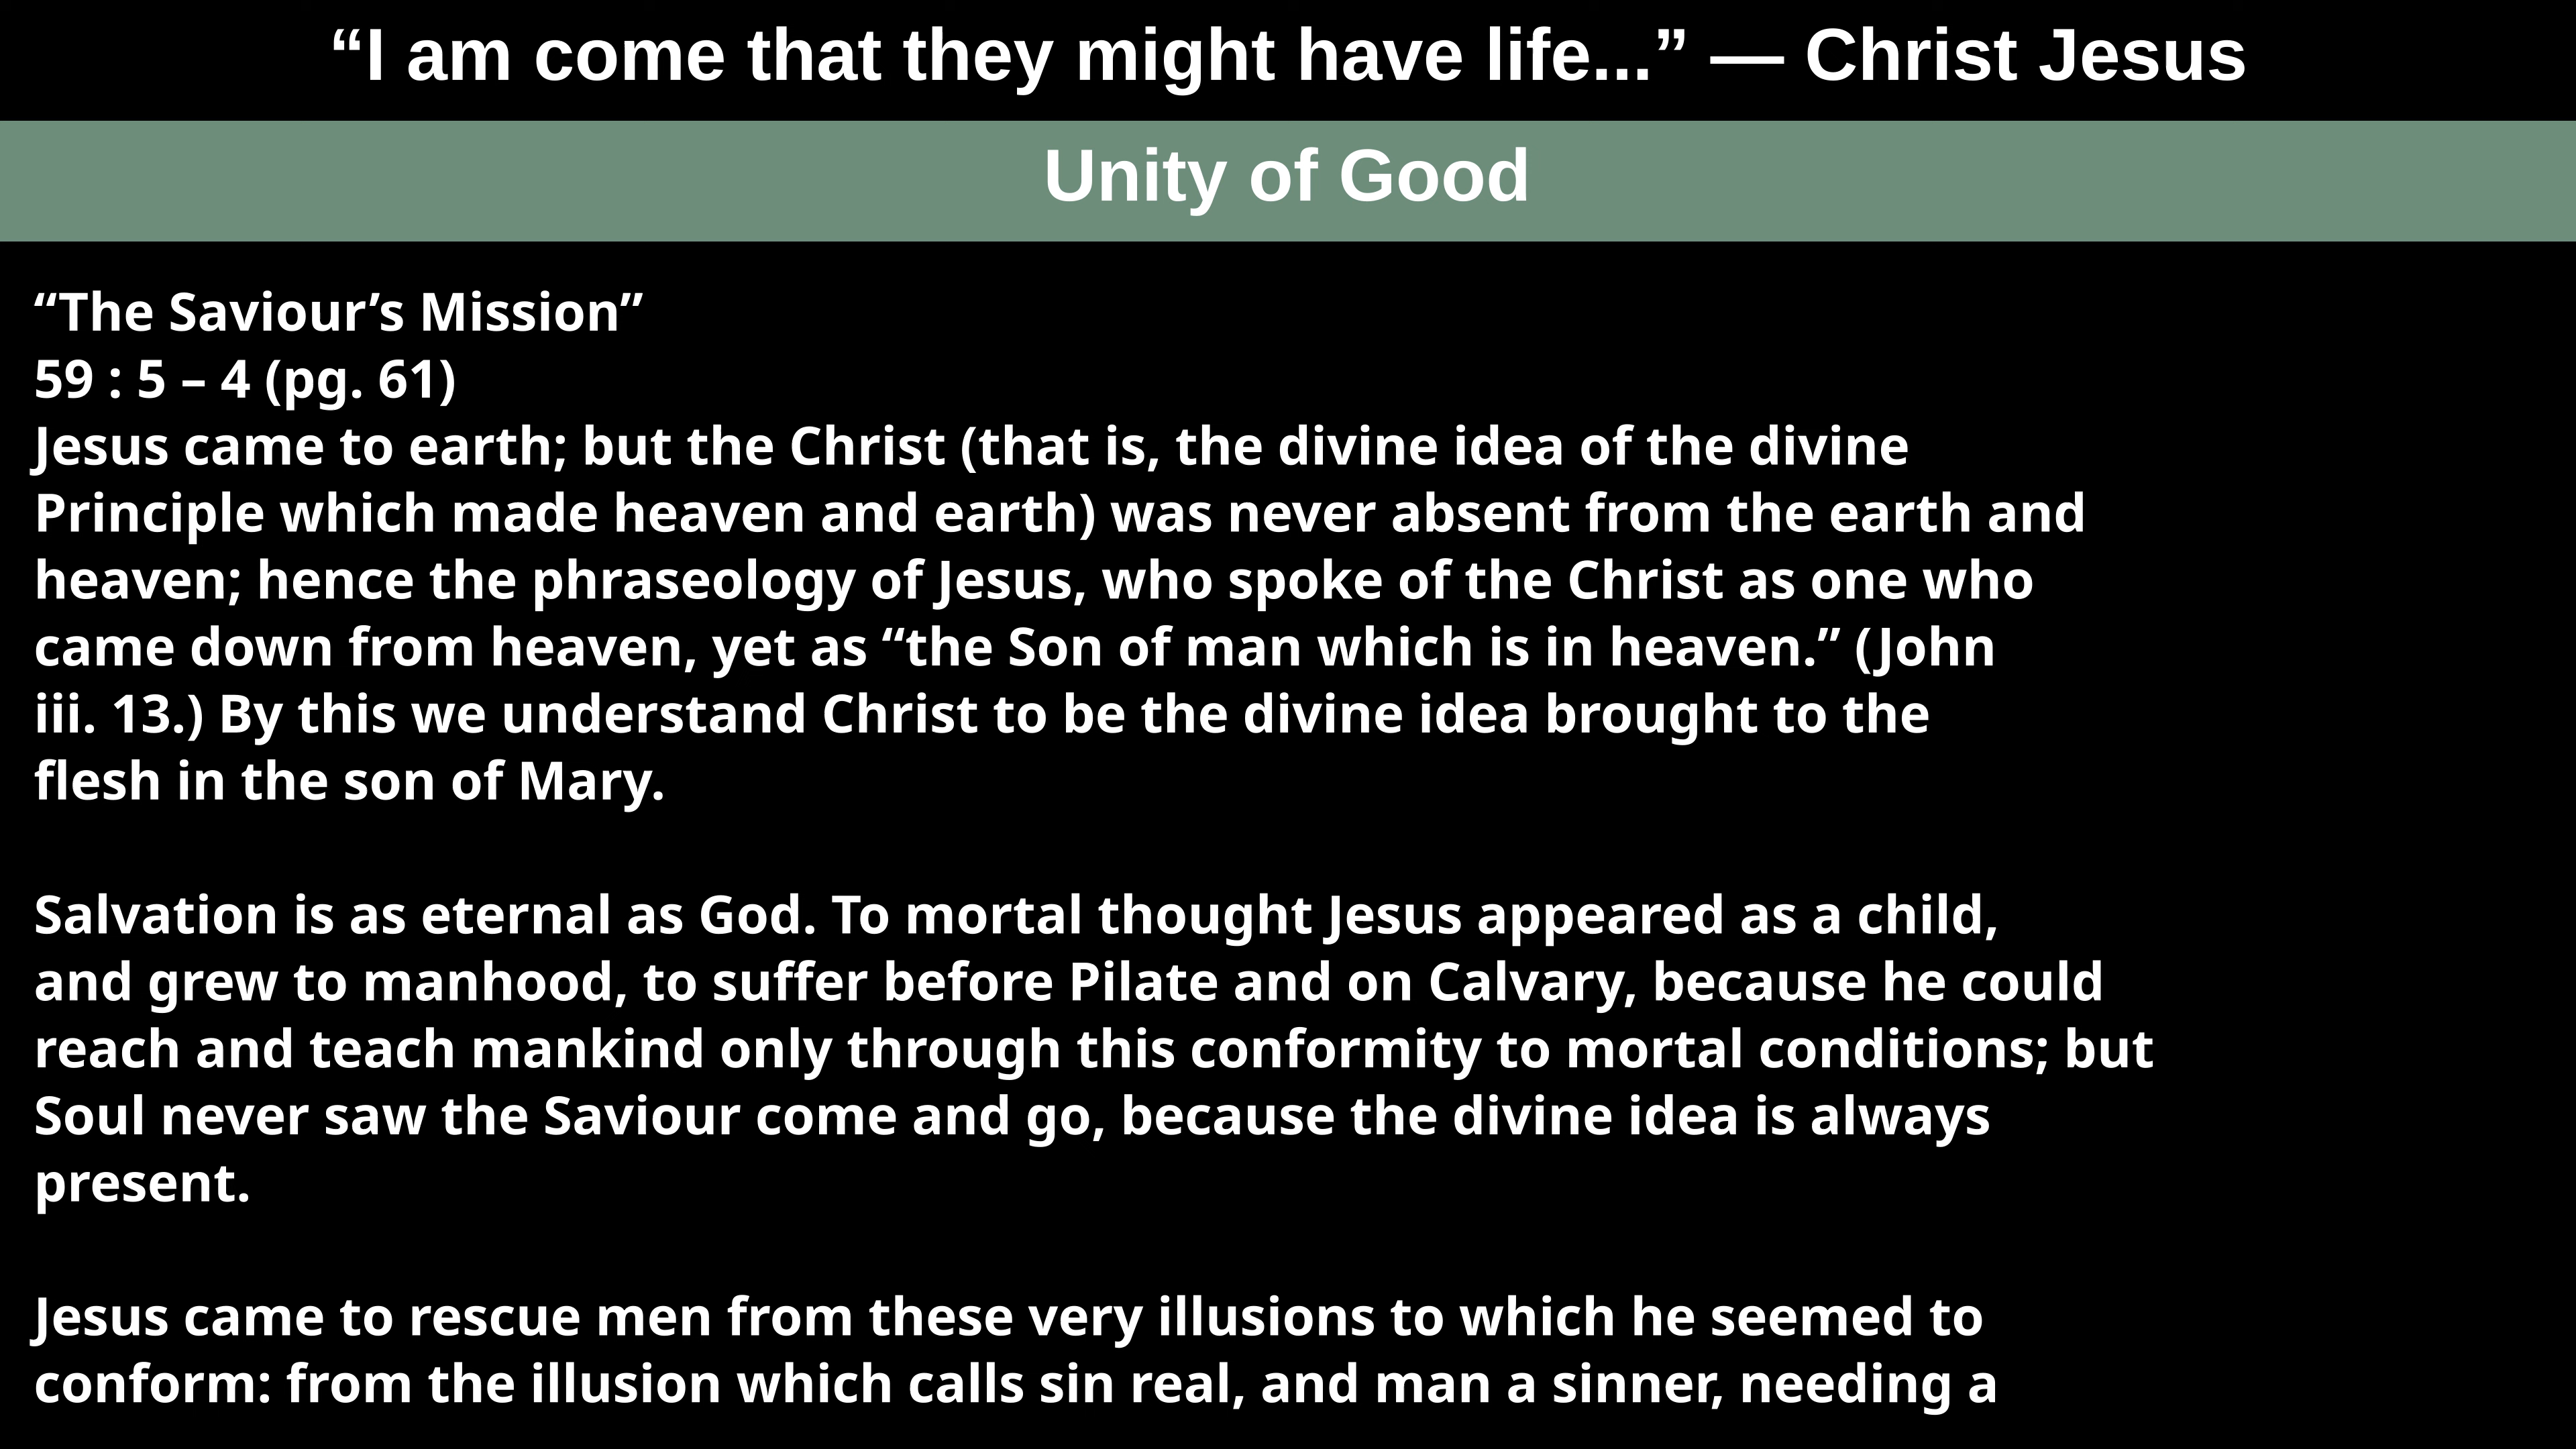 “I am come that they might have life...” — Christ Jesus
Unity of Good
“The Saviour’s Mission”
59 : 5 – 4 (pg. 61)
Jesus came to earth; but the Christ (that is, the divine idea of the divine
Principle which made heaven and earth) was never absent from the earth and
heaven; hence the phraseology of Jesus, who spoke of the Christ as one who
came down from heaven, yet as “the Son of man which is in heaven.” (John
iii. 13.) By this we understand Christ to be the divine idea brought to the
flesh in the son of Mary.
Salvation is as eternal as God. To mortal thought Jesus appeared as a child,
and grew to manhood, to suffer before Pilate and on Calvary, because he could
reach and teach mankind only through this conformity to mortal conditions; but
Soul never saw the Saviour come and go, because the divine idea is always
present.
Jesus came to rescue men from these very illusions to which he seemed to
conform: from the illusion which calls sin real, and man a sinner, needing a